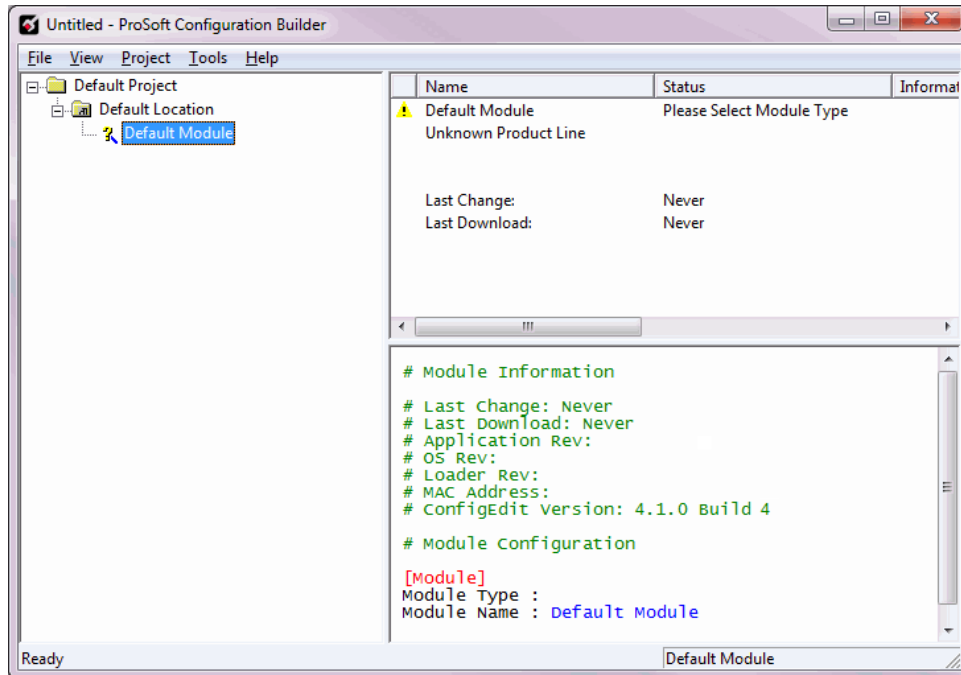 Untitled - ProSoft Configuration Builder
File View Project Tools Help
Default Project
Default Location
Default Module
Name Status Informat
Default Module Please Select Module Type
Unknown Product Line
Last Change: Never
Last Download: Never
# Module Information
# Last Change: Never
# Last Download: Never
# Application Rev:
# OS Rev:
# Loader Rev:
# MAC Address:
# ConfigEdit Version: 4.1.0 Build 4
# Module Configuration
[Module]
Module Type :
Module Name : Default Module
Ready Default Module